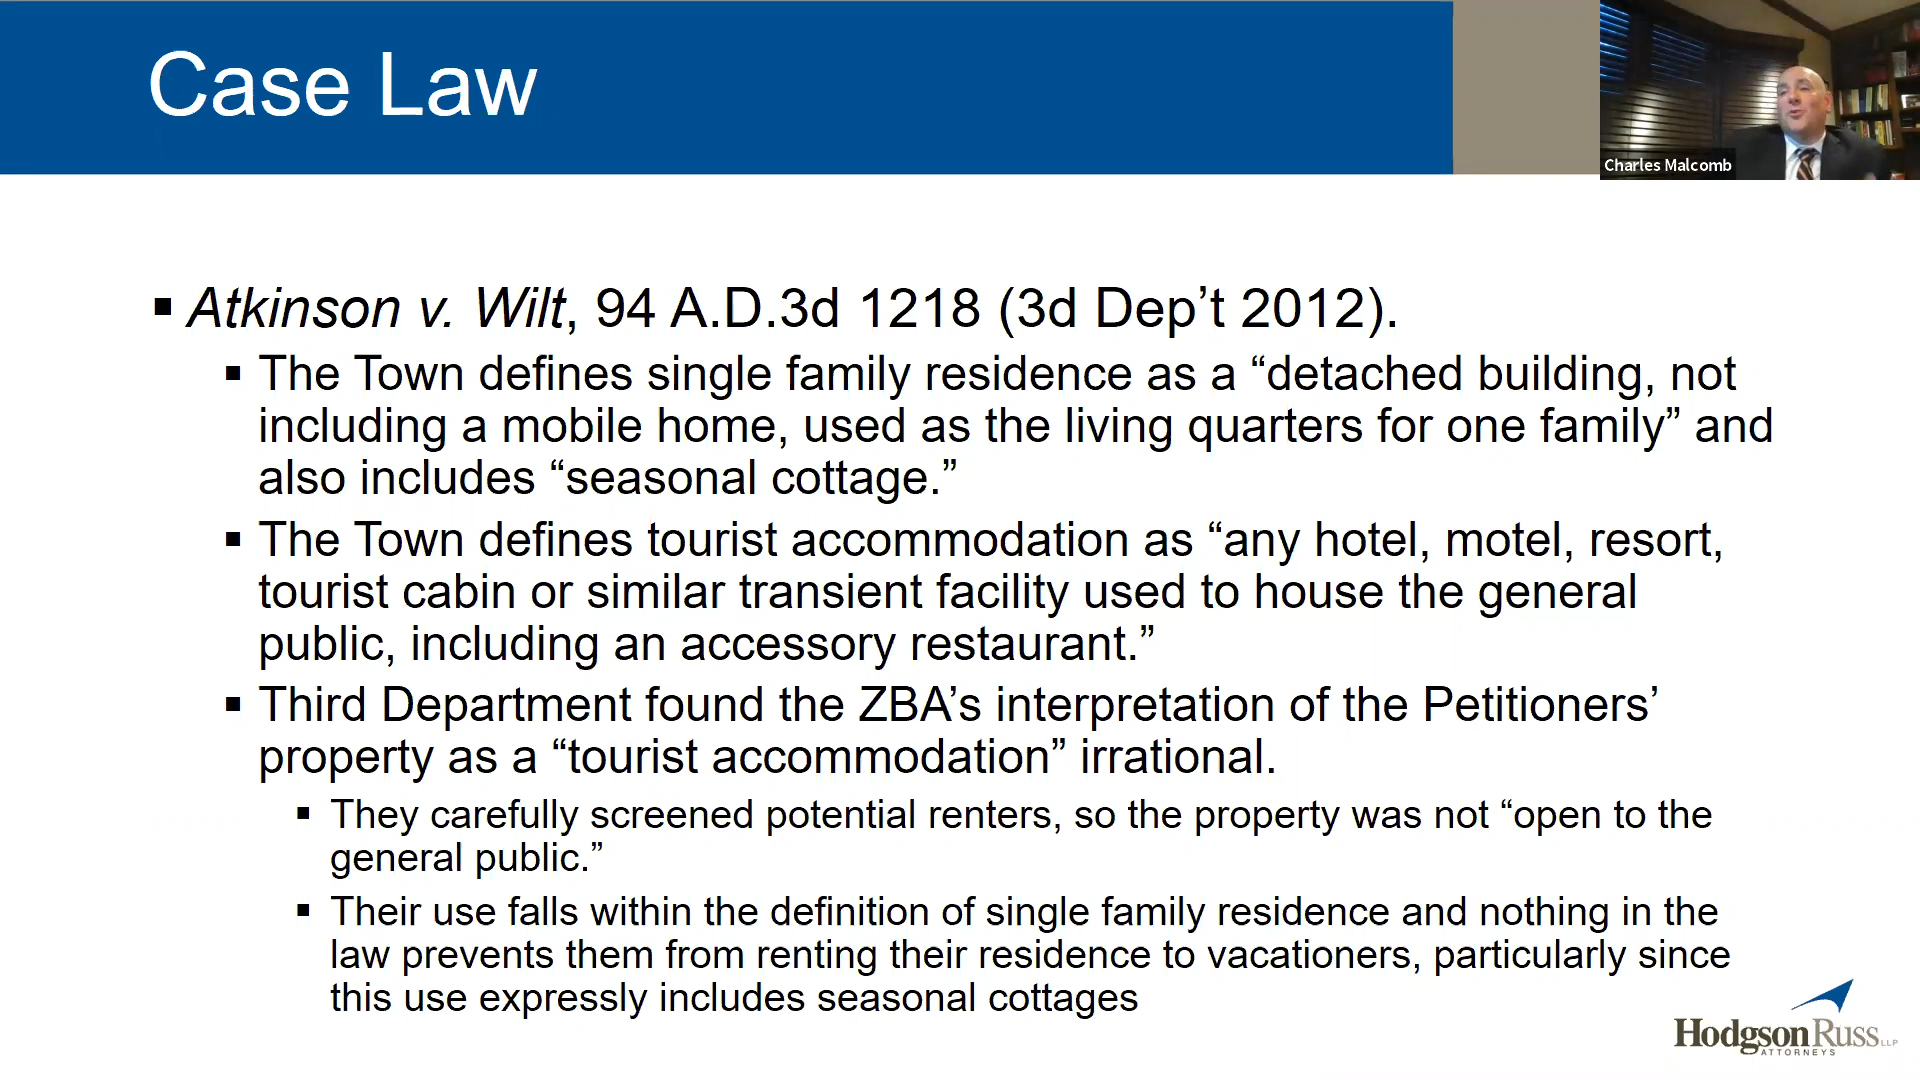 Case Law
Charles Malcomb
▪ Atkinson v. Wilt, 94 A.D.3d 1218 (3d Dep’t 2012).
▪ The Town defines single family residence as a “detached building, not
including a mobile home, used as the living quarters for one family” and
also includes “seasonal cottage.”
▪ The Town defines tourist accommodation as “any hotel, motel, resort,
tourist cabin or similar transient facility used to house the general
public, including an accessory restaurant.”
▪ Third Department found the ZBA’s interpretation of the Petitioners’
property as a “tourist accommodation” irrational.
▪ They carefully screened potential renters, so the property was not “open to the
general public.”
▪ Their use falls within the definition of single family residence and nothing in the
law prevents them from renting their residence to vacationers, particularly since
this use expressly includes seasonal cottages
HodgsonRuss LLP
ATTORNEYS